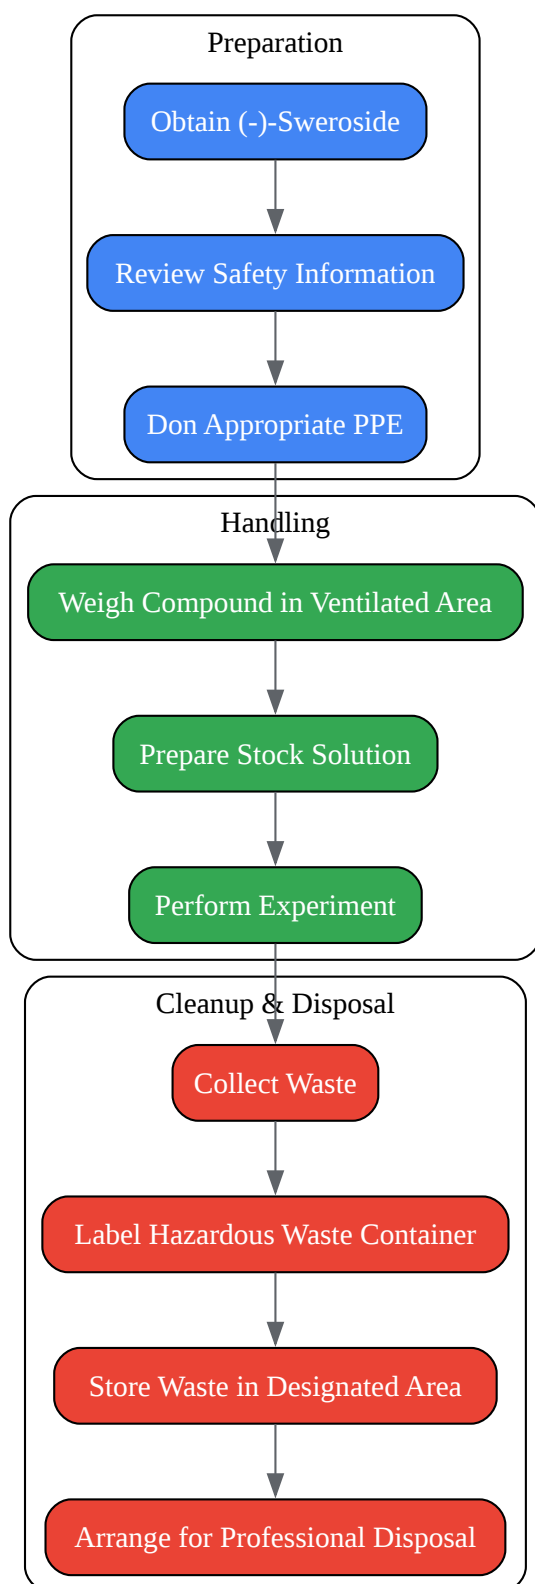 Preparation
Obtain (-)-Sweroside
Review Safety Information
Don Appropriate PPE
Handling
Weigh Compound in Ventilated Area
Prepare Stock Solution
Perform Experiment
Cleanup & Disposal
Collect Waste
Label Hazardous Waste Container
Store Waste in Designated Area
Arrange for Professional Disposal